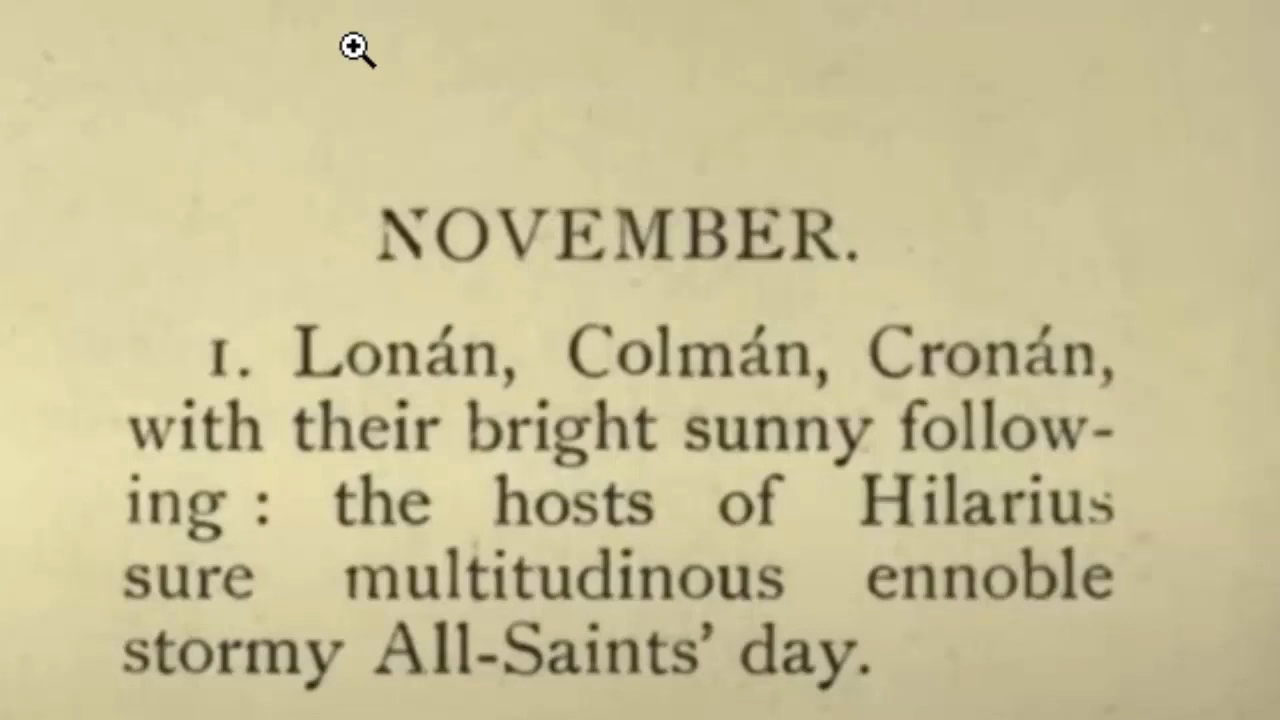 NOVEMBER.
1. Lonán, Colmán, Cronán,
with their bright sunny follow-
ing : the hosts of Hilarius
sure multitudinous ennoble
stormy All-Saints’ day.